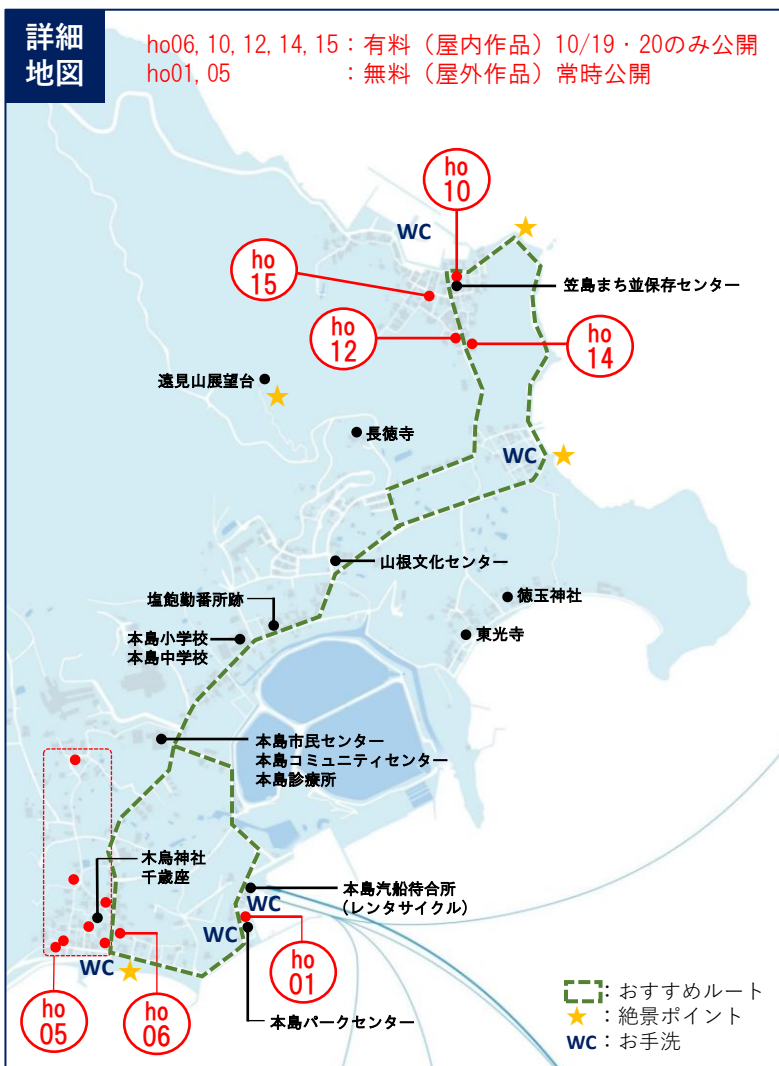 詳細
地図
ho06, 10, 12, 14, 15：有料（屋内作品）10/19・20のみ公開
ho01, 05　　　　　：無料（屋外作品）常時公開
ho
10
WC
ho
15
笠島まち並保存センター
ho
12
ho
14
遠見山展望台
長徳寺
WC
山根文化センター
塩飽勤番所跡
徳玉神社
本島小学校
本島中学校
東光寺
本島市民センター
本島コミュニティセンター
本島診療所
木烏神社
千歳座
本島汽船待合所
（レンタサイクル）
WC
WC
WC
ho
01
ho
05
ho
06
本島パークセンター
：おすすめルート
★：絶景ポイント
WC：お手洗